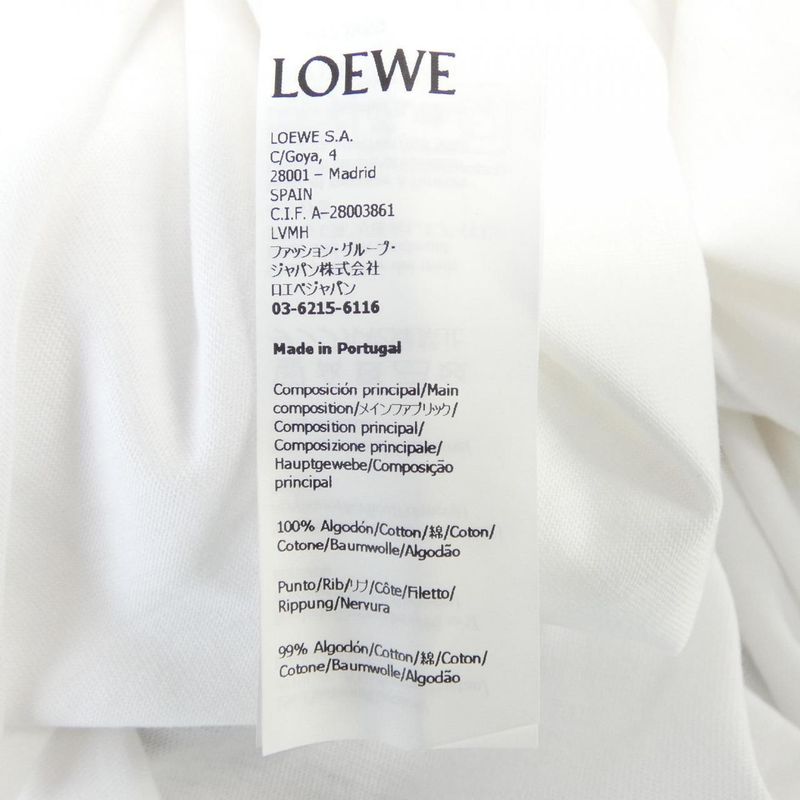 LOEWE
LOEWE S.A.
C/Goya, 4
28001 – Madrid
SPAIN
C.I.F. A-28003861
LVMH
ファッション・グループ・
ジャパン株式会社
ロエベジャパン
03-6215-6116
Made in Portugal
Composición principal/Main
composition/メインファブリック/
Composition principal/
Composizione principale/
Hauptgewebe/Composição
principal
100% Algodón/Cotton/綿/Coton/
Cotone/Baumwolle/Algodão
Punto/Rib/リブ/Côte/Filetto/
Rippung/Nervura
99% Algodón/Cotton/綿/Coton/
Cotone/Baumwolle/Algodão